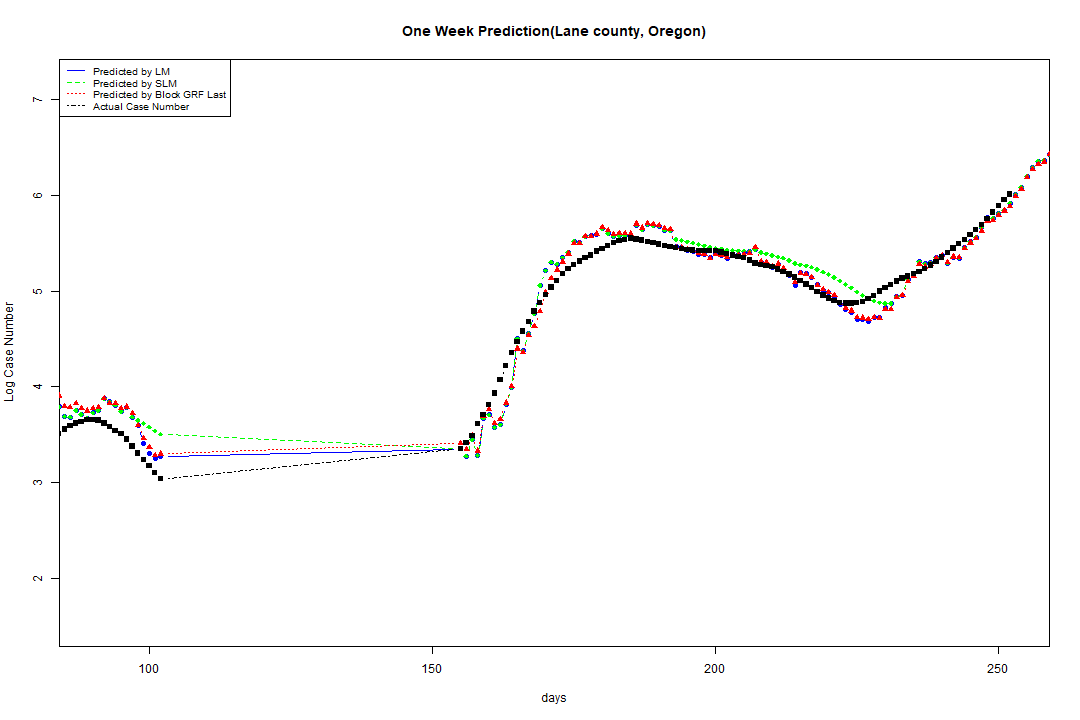 One Week Prediction(Lane county, Oregon)
Predicted by LM
Predicted by SLM
Predicted by Block GRF Last
Actual Case Number
7
6
5
4
3
2
Log Case Number
100 150 200 250
days